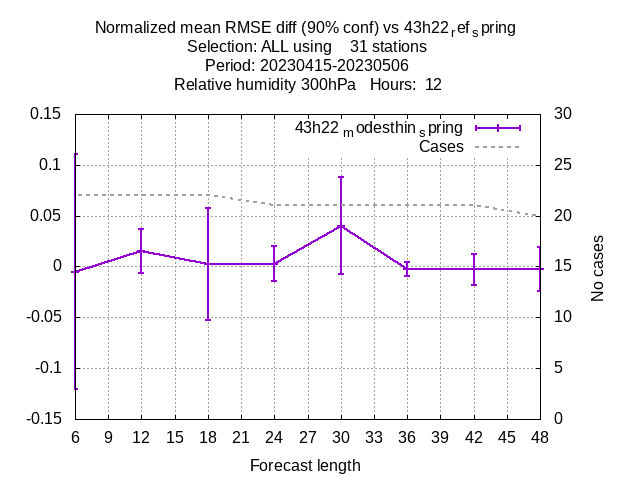 Normalized mean RMSE diff (90% conf) vs 43h22refspring
Selection: ALL using 31 stations
Period: 20230415-20230506
Relative humidity 300hPa Hours: 12
43h22modesthinspring
Cases
0.15
0.1
0.05
0
-0.05
-0.1
-0.15
30
25
20
15
10
5
0
No cases
6 9 12 15 18 21 24 27 30 33 36 39 42 45 48
Forecast length